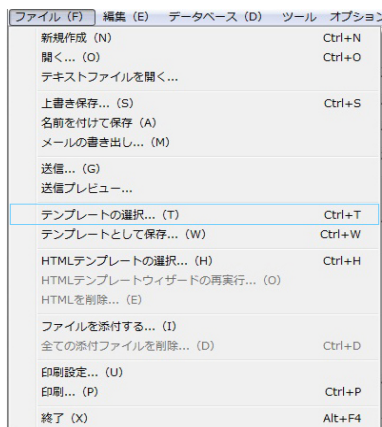 ファイル（F） 編集（E） データベース（D） ツール オプション
新規作成（N） Ctrl+N
開く...（O） Ctrl+O
テキストファイルを開く...
上書き保存...（S） Ctrl+S
名前を付けて保存（A）
メールの書き出し...（M）
送信...（G）
送信プレビュー...
テンプレートの選択...（T） Ctrl+T
テンプレートとして保存...（W） Ctrl+W
HTMLテンプレートの選択...（H） Ctrl+H
HTMLテンプレートウィザードの再実行...（O）
HTMLを削除...（E）
ファイルを添付する...（I）
全ての添付ファイルを削除...（D） Ctrl+D
印刷設定...（U）
印刷...（P） Ctrl+P
終了（X） Alt+F4